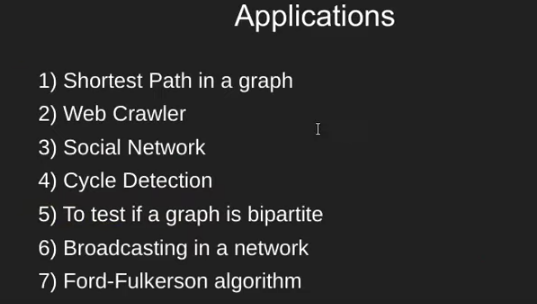 Applications
1) Shortest Path in a graph
2) Web Crawler
3) Social Network
4) Cycle Detection
5) To test if a graph is bipartite
6) Broadcasting in a network
7) Ford-Fulkerson algorithm